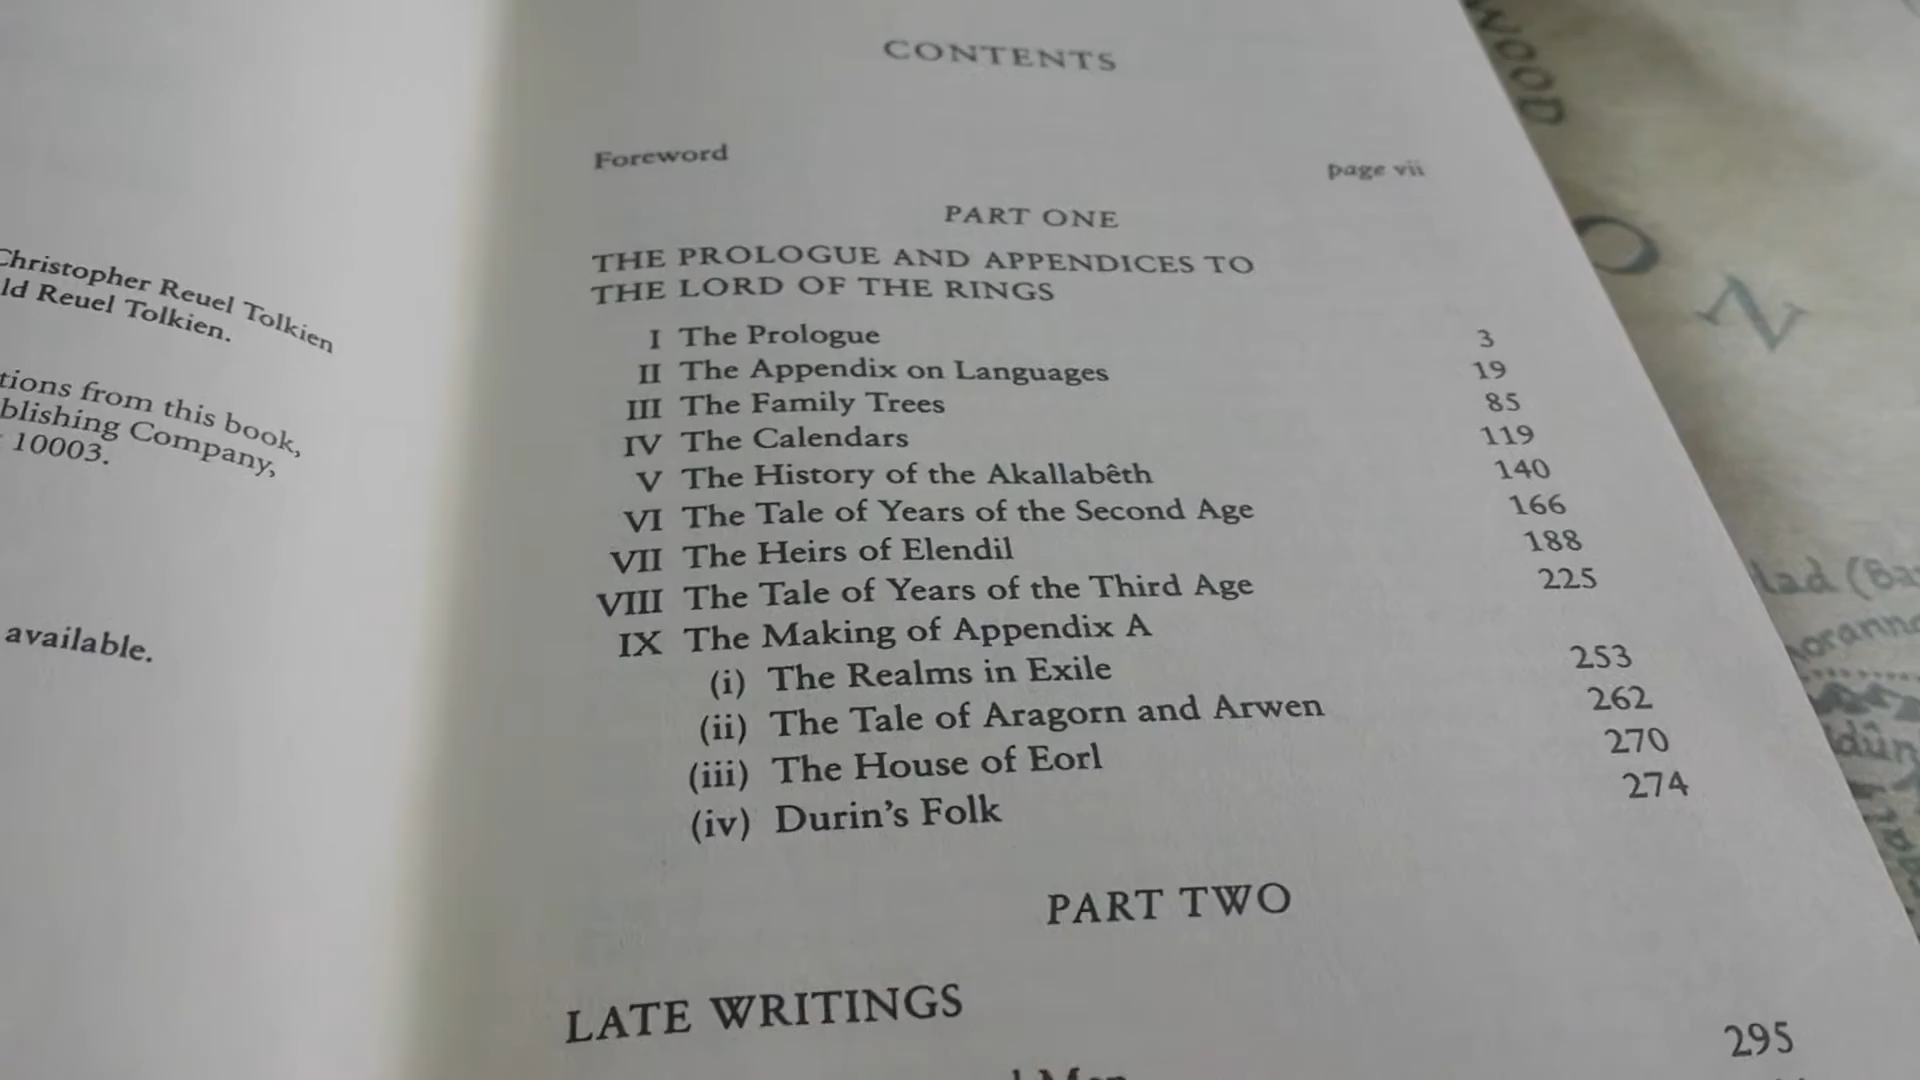 Christopher Reuel Tolkien
ld Reuel Tolkien.
tions from this book,
blishing Company,
10003.
available.
CONTENTS
Foreword page vii
PART ONE
THE PROLOGUE AND APPENDICES TO
THE LORD OF THE RINGS
I The Prologue 3
II The Appendix on Languages 19
III The Family Trees 85
IV The Calendars 119
V The History of the Akallabêth 140
VI The Tale of Years of the Second Age 166
VII The Heirs of Elendil 188
VIII The Tale of Years of the Third Age 225
IX The Making of Appendix A
(i) The Realms in Exile 253
(ii) The Tale of Aragorn and Arwen 262
(iii) The House of Eorl 270
(iv) Durin's Folk 274
PART TWO
LATE WRITINGS
295
WOOD
O N
lad (Ba
orann
dûn